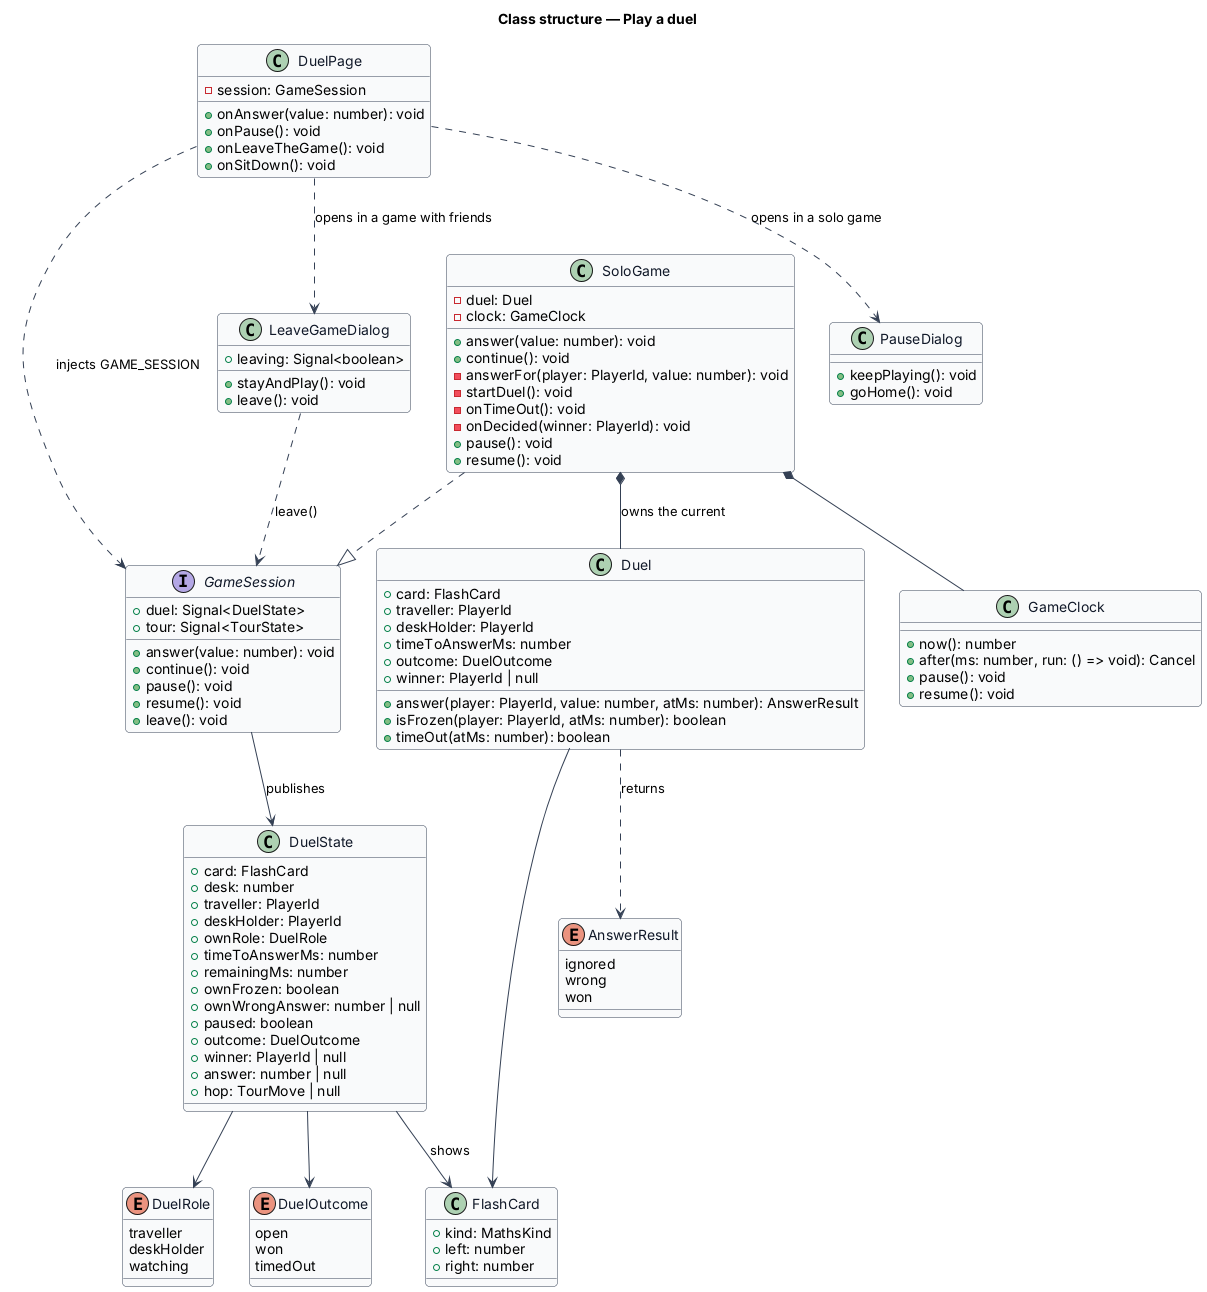 Class structure — Play a duel
C DuelPage
session: GameSession
onAnswer(value: number): void
onPause(): void
onLeaveTheGame(): void
onSitDown(): void
opens in a game with friends
opens in a solo game
C SoloGame
duel: Duel
clock: GameClock
answer(value: number): void
continue(): void
answerFor(player: PlayerId, value: number): void
startDuel(): void
onTimeOut(): void
onDecided(winner: PlayerId): void
pause(): void
resume(): void
C LeaveGameDialog
leaving: Signal<boolean>
stayAndPlay(): void
leave(): void
C PauseDialog
keepPlaying(): void
goHome(): void
injects GAME_SESSION
leave()
owns the current
I GameSession
duel: Signal<DuelState>
tour: Signal<TourState>
answer(value: number): void
continue(): void
pause(): void
resume(): void
leave(): void
C Duel
card: FlashCard
traveller: PlayerId
deskHolder: PlayerId
timeToAnswerMs: number
outcome: DuelOutcome
winner: PlayerId | null
answer(player: PlayerId, value: number, atMs: number): AnswerResult
isFrozen(player: PlayerId, atMs: number): boolean
timeOut(atMs: number): boolean
C GameClock
now(): number
after(ms: number, run: () => void): Cancel
pause(): void
resume(): void
publishes
returns
C DuelState
card: FlashCard
desk: number
traveller: PlayerId
deskHolder: PlayerId
ownRole: DuelRole
timeToAnswerMs: number
remainingMs: number
ownFrozen: boolean
ownWrongAnswer: number | null
paused: boolean
outcome: DuelOutcome
winner: PlayerId | null
answer: number | null
hop: TourMove | null
E AnswerResult
ignored
wrong
won
shows
E DuelRole
traveller
deskHolder
watching
E DuelOutcome
open
won
timedOut
C FlashCard
kind: MathsKind
left: number
right: number